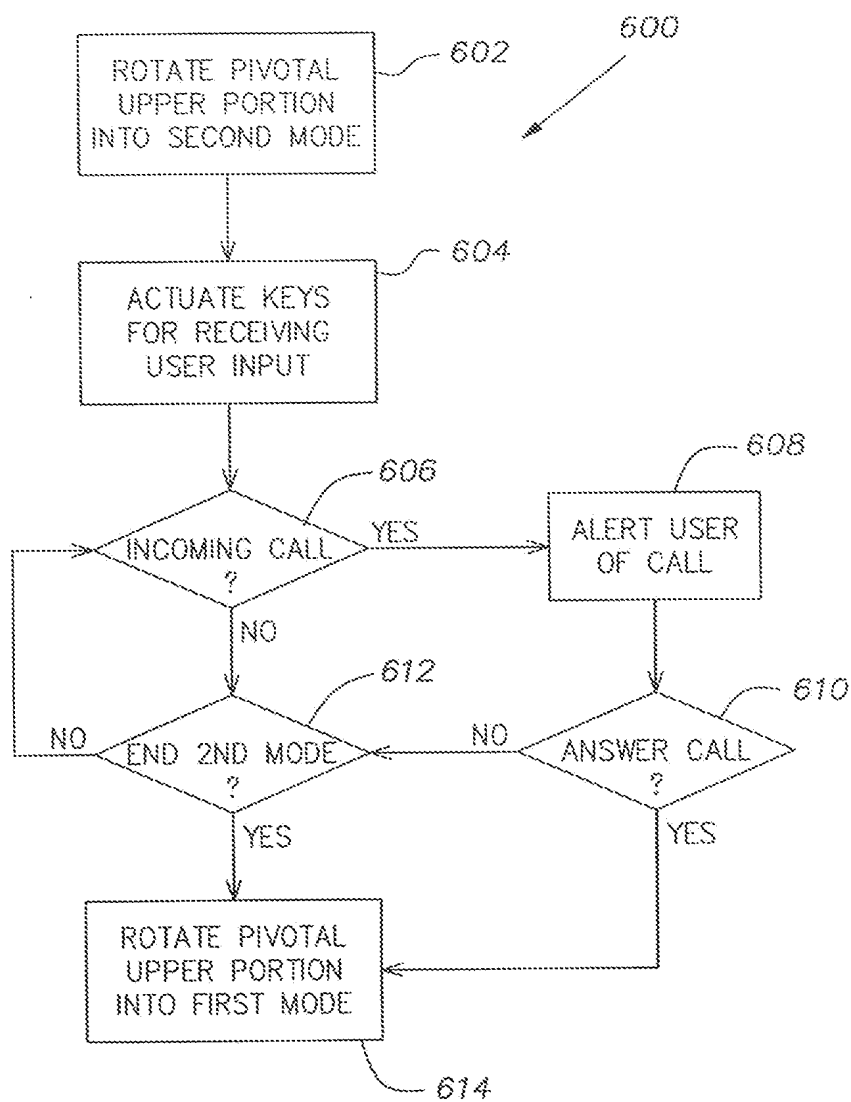 600
602
ROTATE PIVOTAL
UPPER PORTION
INTO SECOND MODE
604
ACTUATE KEYS
FOR RECEIVING
USER INPUT
606
INCOMING CALL
?
YES
NO
608
ALERT USER
OF CALL
612
END 2ND MODE
?
NO
YES
610
ANSWER CALL
?
NO
YES
ROTATE PIVOTAL
UPPER PORTION
INTO FIRST MODE
614